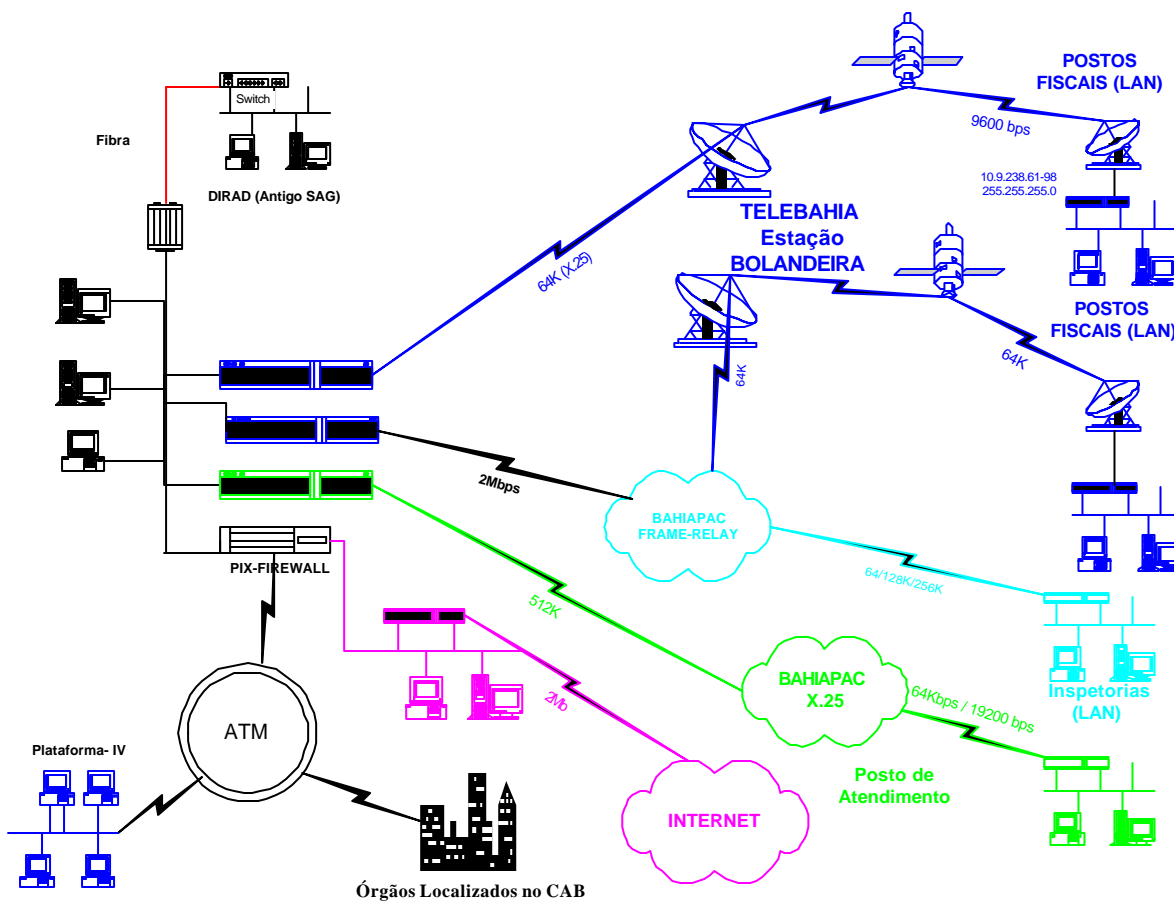 POSTOS
FISCAIS (LAN)
Switch
9600 bps
Fibra
10.9.238.61-98
255.255.255.0
DIRAD (Antigo SAG)
TELEBAHIA
Estação
BOLANDEIRA
64K (X.25)
POSTOS
FISCAIS (LAN)
64K
64K
2Mbps
BAHIAPAC
FRAME-RELAY
PIX-FIREWALL
64/128K/256K
512K
BAHIAPAC
X.25
64Kbps / 19200 bps
Inspetorias
(LAN)
2Mb
ATM
Plataforma- IV
Posto de
Atendimento
INTERNET
Órgãos Localizados no CAB